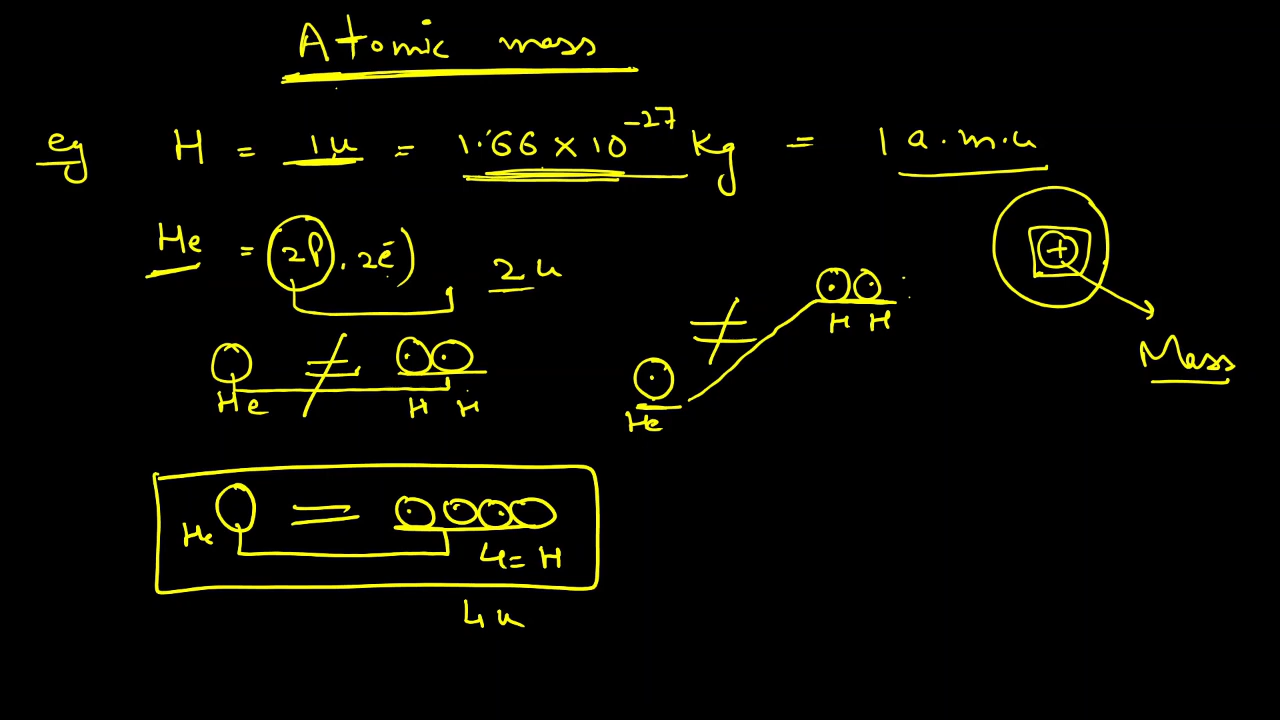 Atomic mass
eg H = 1u = 1.66 × 10⁻²⁷ Kg = 1 a.m.u
He = 2P, 2e⁻) 2u
Mass
He ≠ H H
He ≠ H H
He = 4=H
4u